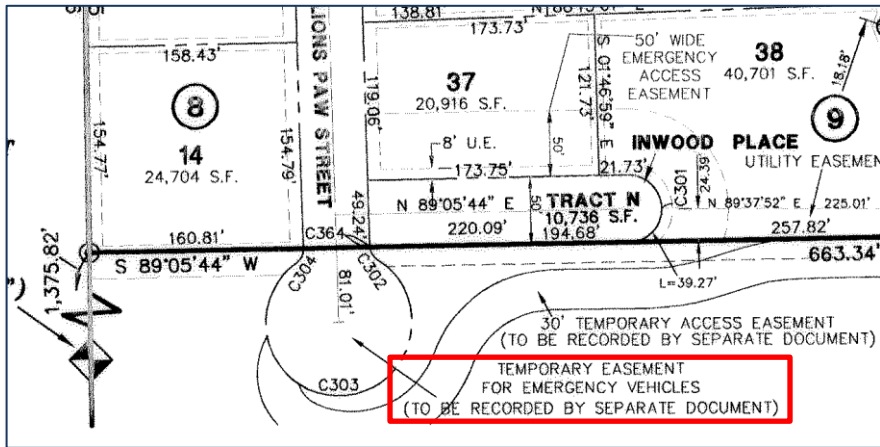 158.43'
154.77'
8
14
24,704 S.F.
154.79'
160.81'
S 89°05'44" W
1,375.82'
LIONS PAW STREET
138.81
173.73'
37
20,916 S.F.
119.06'
121.73'
S 01°46'59" E
8' U.E.
173.75'
50'
50' WIDE
EMERGENCY
ACCESS
EASEMENT
38
40,701 S.F.
18.18'
9
INWOOD PLACE
UTILITY EASEMEN
21.73'
C301
24.39'
N 89°05'44" E
220.09'
50'
TRACT N
10,736 S.F.
194.68'
N 89°37'52" E
225.01'
257.82'
663.34'
49.24'
C364
C304
C302
81.01'
L=39.27'
C303
30' TEMPORARY ACCESS EASEMENT
(TO BE RECORDED BY SEPARATE DOCUMENT)
TEMPORARY EASEMENT
FOR EMERGENCY VEHICLES
(TO BE RECORDED BY SEPARATE DOCUMENT)